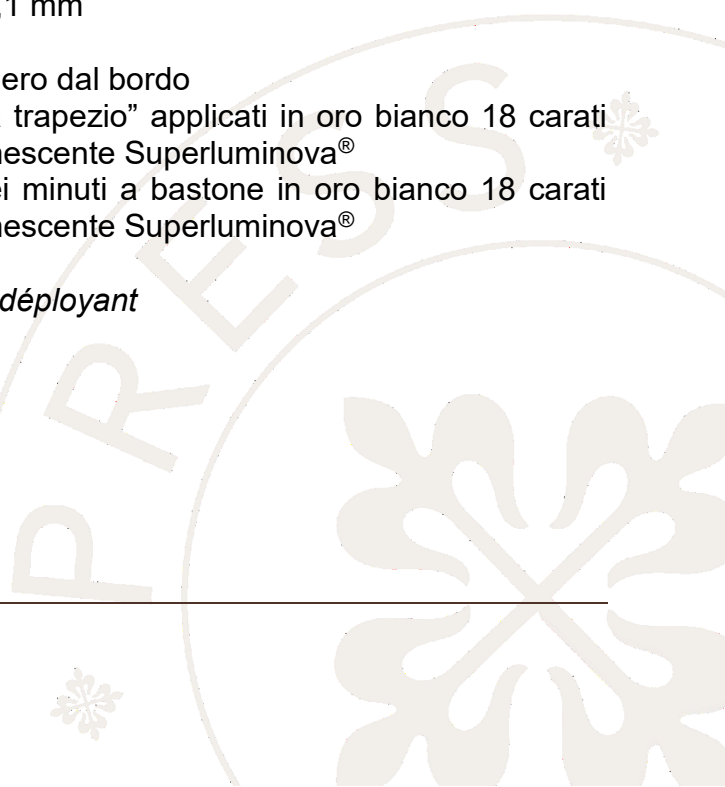 ,1 mm
ero dal bordo
trapezio” applicati in oro bianco 18 carati
nescente Superluminova®
ei minuti a bastone in oro bianco 18 carati
nescente Superluminova®
déployant
PRESS